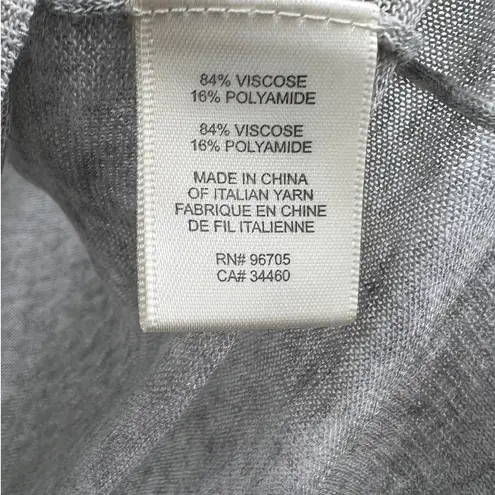 84% VISCOSE
16% POLYAMIDE
84% VISCOSE
16% POLYAMIDE
MADE IN CHINA
OF ITALIAN YARN
FABRIQUE EN CHINE
DE FIL ITALIENNE
RN# 96705
CA# 34460